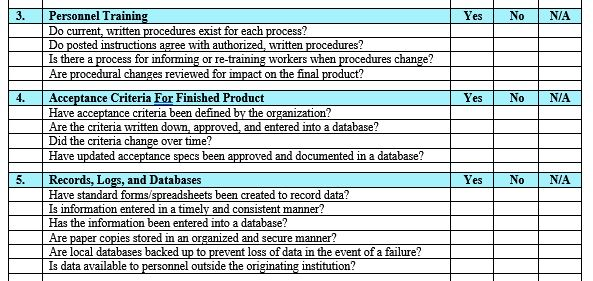 3. Personnel Training Yes No N/A
Do current, written procedures exist for each process?
Do posted instructions agree with authorized, written procedures?
Is there a process for informing or re-training workers when procedures change?
Are procedural changes reviewed for impact on the final product?
4. Acceptance Criteria For Finished Product Yes No N/A
Have acceptance criteria been defined by the organization?
Are the criteria written down, approved, and entered into a database?
Did the criteria change over time?
Have updated acceptance specs been approved and documented in a database?
5. Records, Logs, and Databases Yes No N/A
Have standard forms/spreadsheets been created to record data?
Is information entered in a timely and consistent manner?
Has the information been entered into a database?
Are paper copies stored in an organized and secure manner?
Are local databases backed up to prevent loss of data in the event of a failure?
Is data available to personnel outside the originating institution?